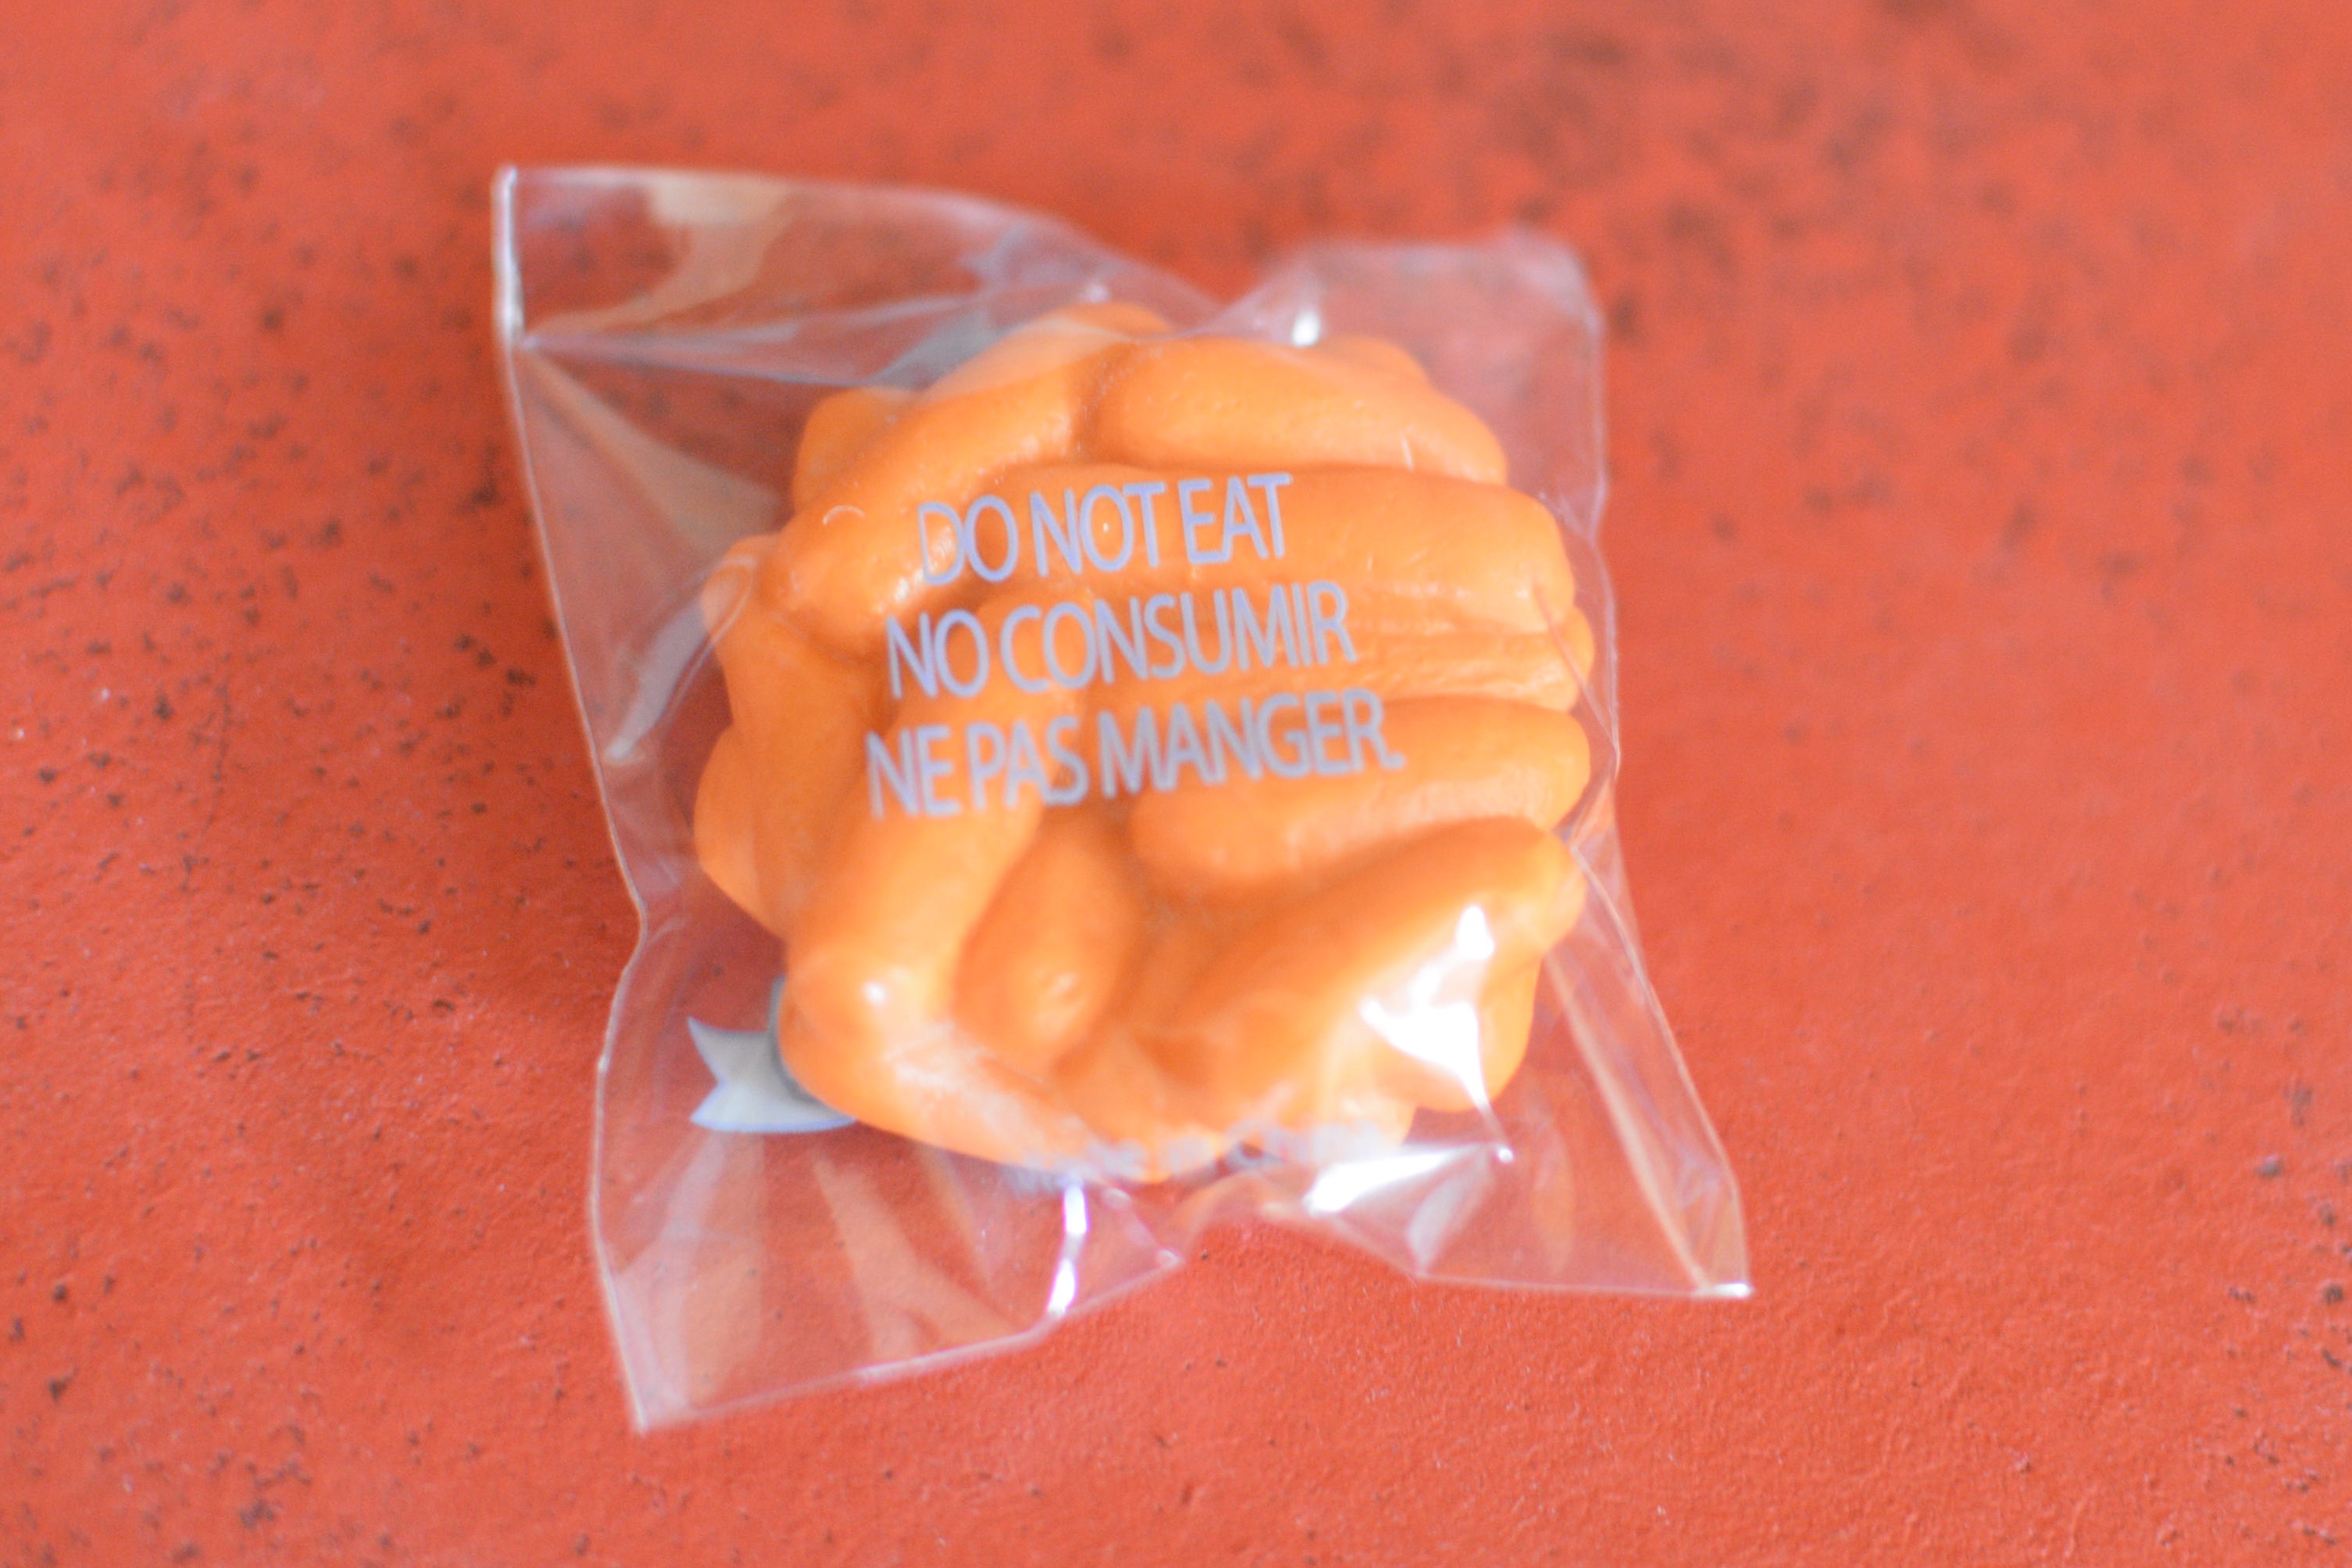 DO NOT EAT
NO CONSUMIR
NE PAS MANGER.